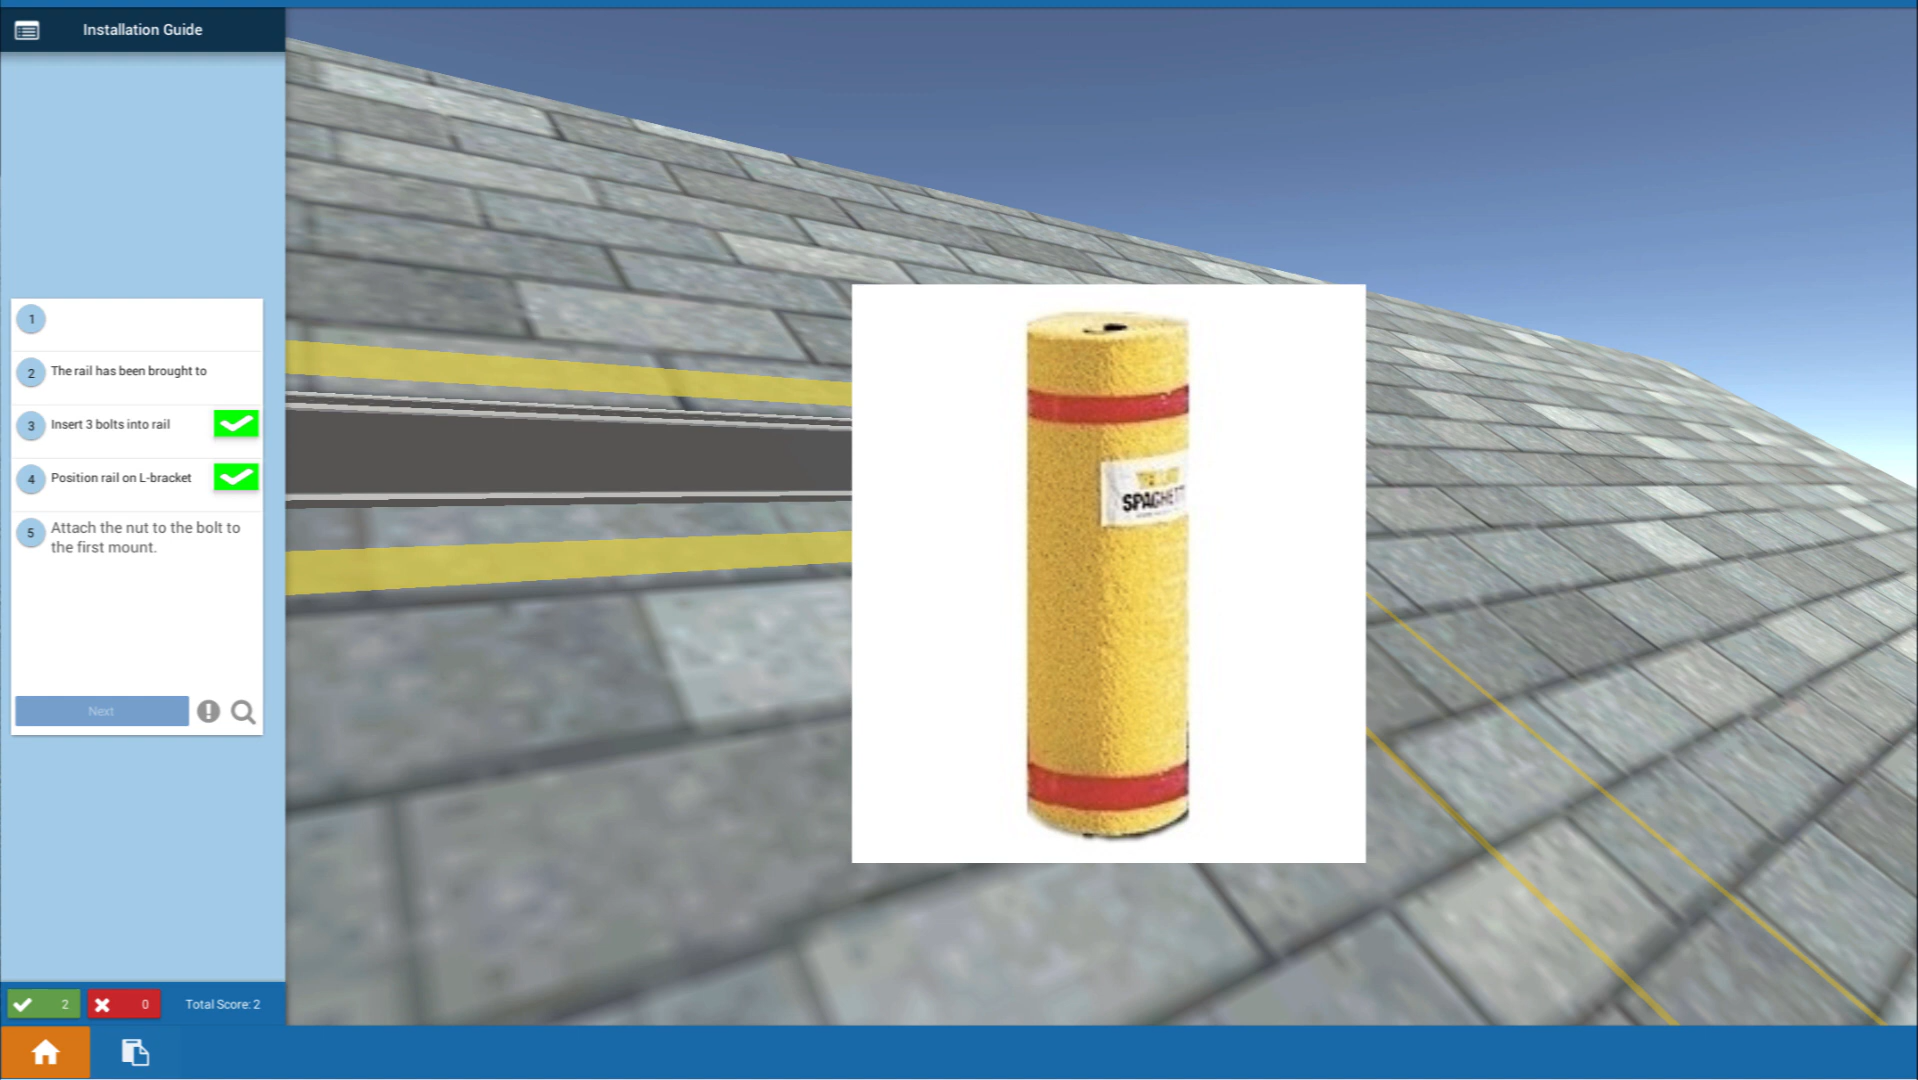 Installation Guide
1
2 The rail has been brought to
3 Insert 3 bolts into rail
4 Position rail on L-bracket
5 Attach the nut to the bolt to
the first mount.
Next
2 0 Total Score: 2